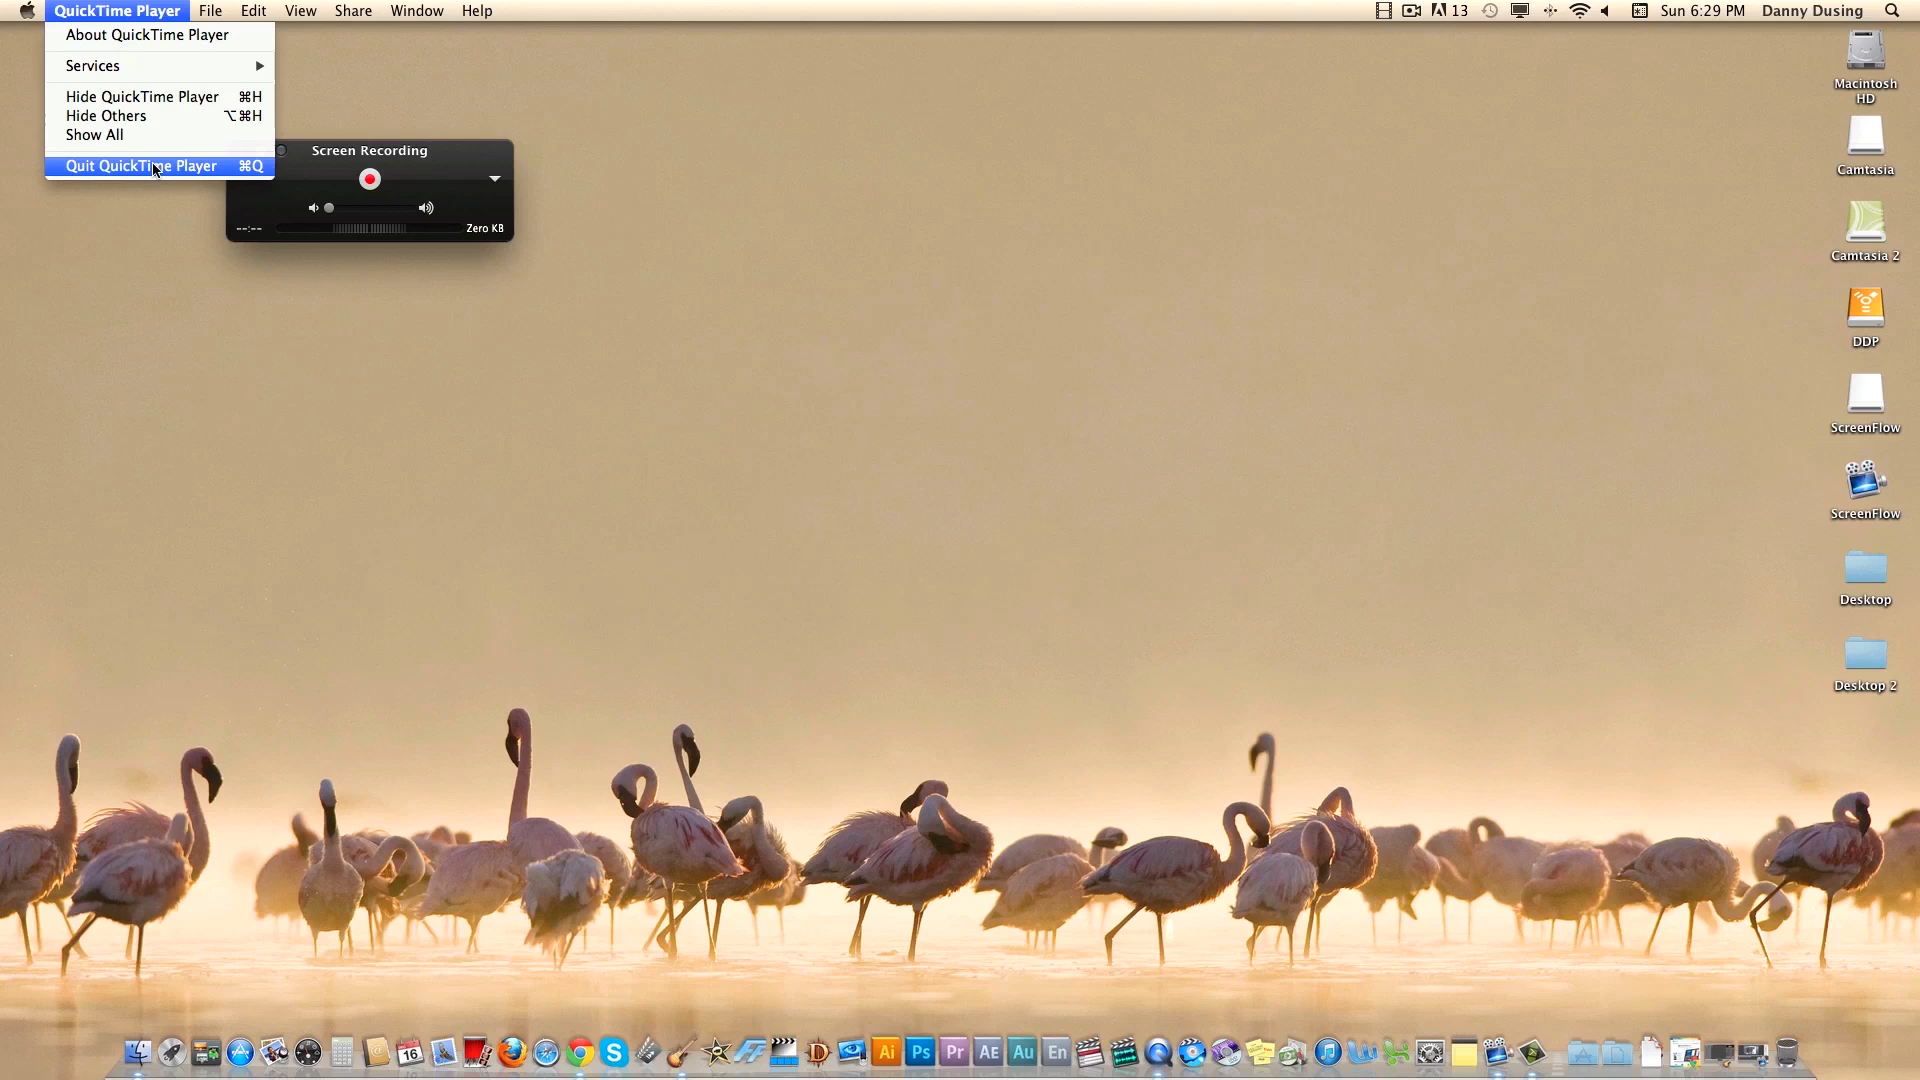 QuickTime Player File Edit View Share Window Help 13 Sun 6:29 PM Danny Dusing
About QuickTime Player
Services
Hide QuickTime Player ⌘H
Hide Others ⌥⌘H
Show All
Quit QuickTime Player ⌘Q
Screen Recording
--:-- Zero KB
Macintosh
HD
Camtasia
Camtasia 2
DDP
ScreenFlow
ScreenFlow
Desktop
Desktop 2
16 Ai Ps Pr AE Au En